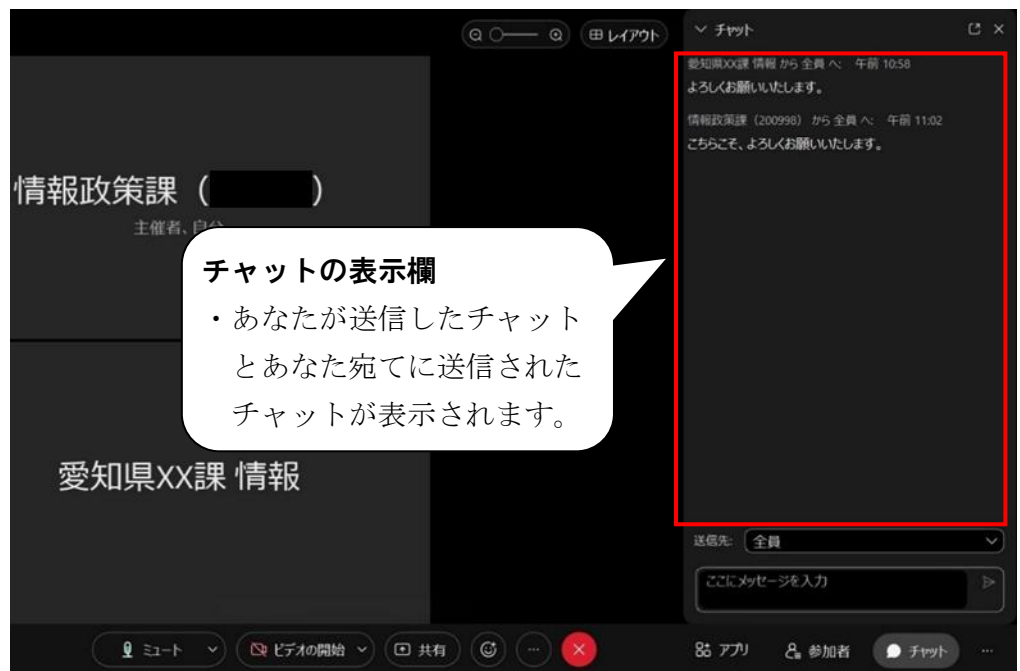 レイアウト
チャット
愛知県XX課 情報 から 全員 へ: 午前 10:58
よろしくお願いいたします。
情報政策課（200998） から 全員 へ: 午前 11:02
こちらこそ、よろしくお願いいたします。
情報政策課（ ）
主催者、自分
チャットの表示欄
・あなたが送信したチャット
とあなた宛てに送信された
チャットが表示されます。
愛知県XX課 情報
送信先: 全員
ここにメッセージを入力
ミュート
ビデオの開始
共有
アプリ
参加者
チャット